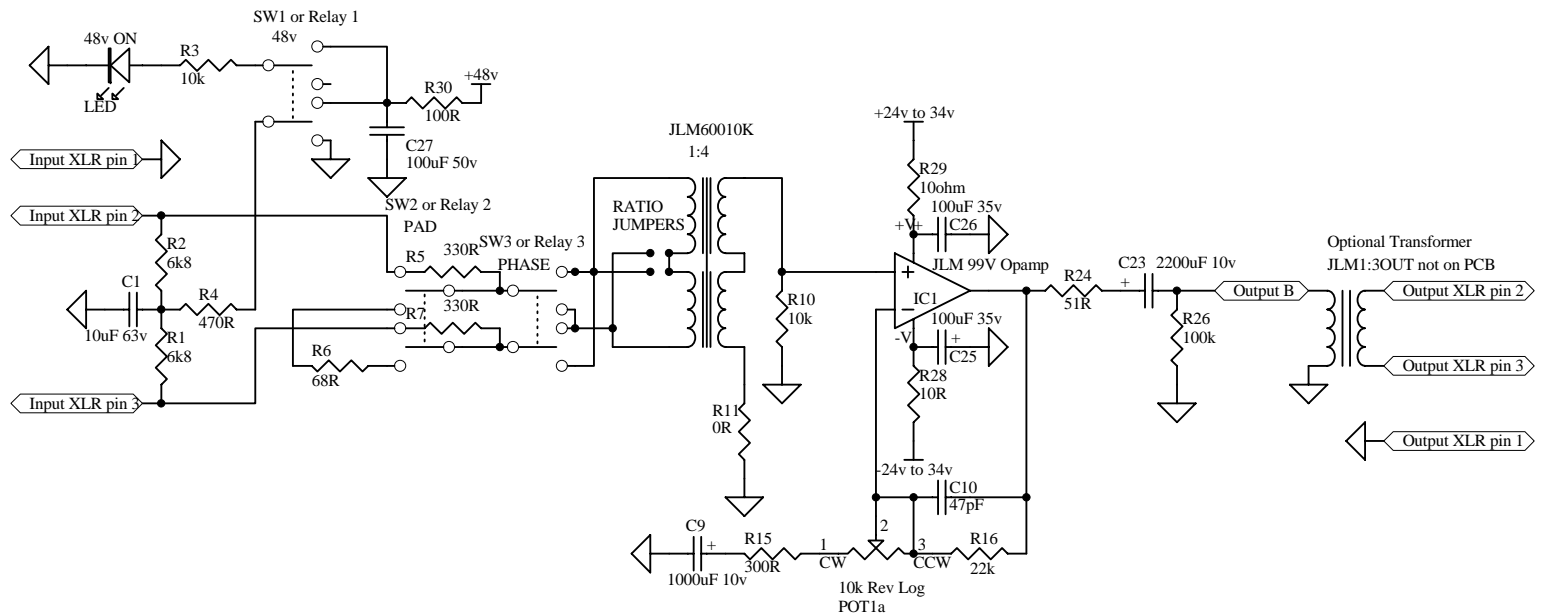 SW1 or Relay 1
48v
48v ON
LED
R3
10k
+48v
R30
100R
C27
100uF 50v
Input XLR pin 1
Input XLR pin 2
Input XLR pin 3
R2
6k8
C1
10uF 63v
R4
470R
R1
6k8
SW2 or Relay 2
PAD
R5
330R
330R
R7
R6
68R
SW3 or Relay 3
PHASE
RATIO
JUMPERS
JLM60010K
1:4
R11
0R
R10
10k
+24v to 34v
R29
10ohm
100uF 35v
C26
+V+
+
JLM 99V Opamp
IC1
-
-V
100uF 35v
+
C25
R28
10R
-24v to 34v
C10
47pF
C9
+
1000uF 10v
R15
300R
1
CW
2
3
CCW
R16
22k
10k Rev Log
POT1a
R24
51R
C23
2200uF 10v
+
R26
100k
Output B
Optional Transformer
JLM1:3OUT not on PCB
Output XLR pin 2
Output XLR pin 3
Output XLR pin 1